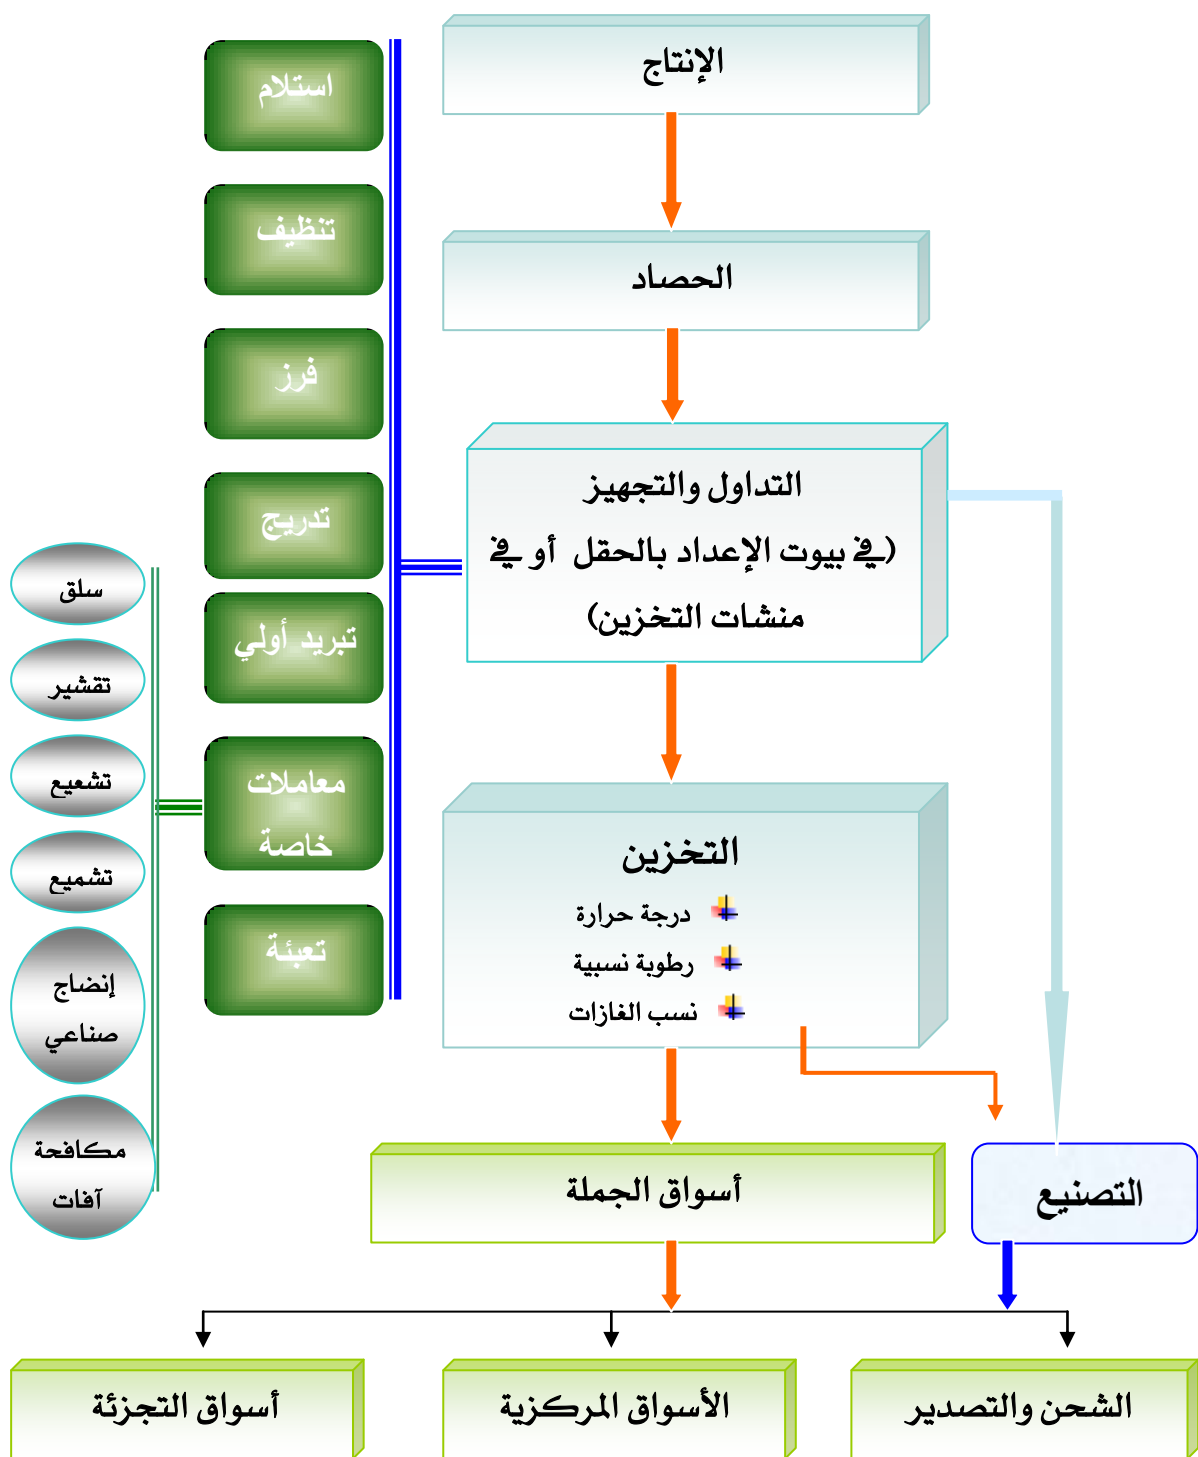 الإنتاج
الحصاد
التداول والتجهيز
(في بيوت الإعداد بالحقل أو في
منشات التخزين)
استلام
تنظيف
فرز
تدريج
تبريد أولي
معاملات
خاصة
تعبئة
سلق
تقشير
تشعيع
تشميع
إنضاج
صناعي
مكافحة
آفات
التخزين
درجة حرارة
رطوبة نسبية
نسب الغازات
أسواق الجملة
التصنيع
الشحن والتصدير
الأسواق المركزية
أسواق التجزئة